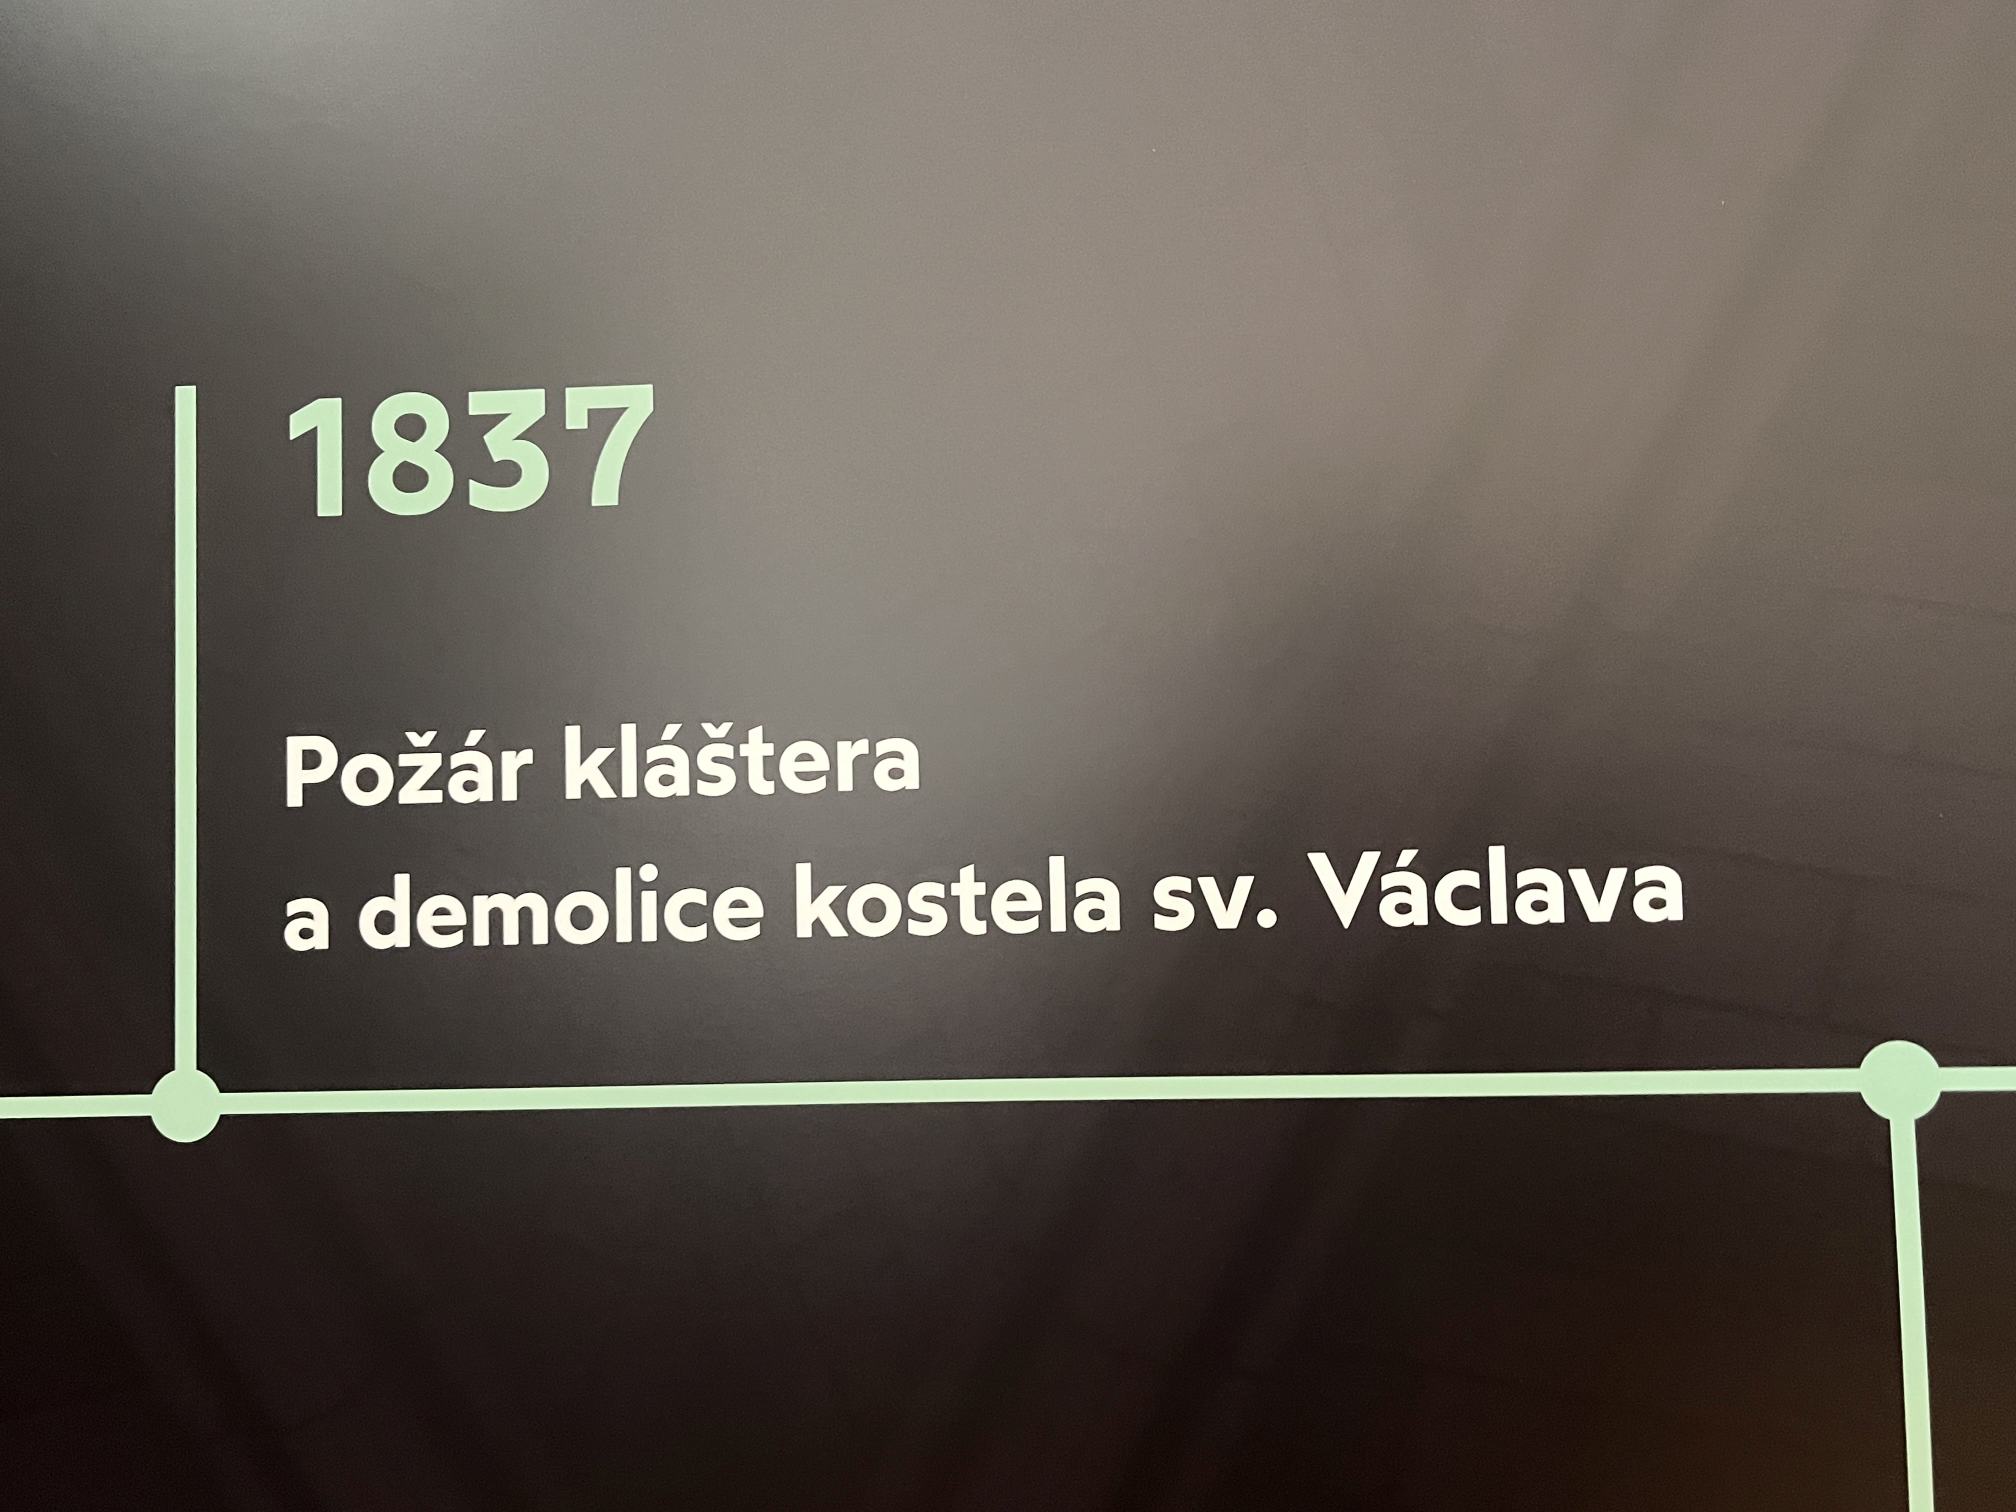 1837
Požár kláštera
a demolice kostela sv. Václava